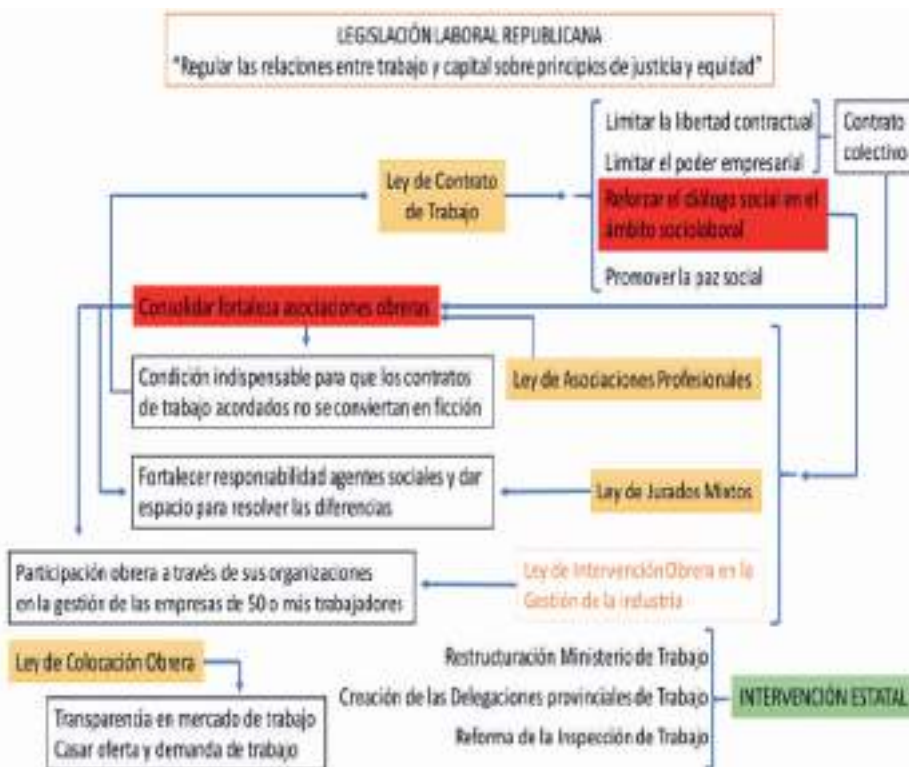 LEGISLACIÓN LABORAL REPUBLICANA
"Regular las relaciones entre trabajo y capital sobre principios de justicia y equidad"
Limitar la libertad contractual
Limitar el poder empresarial
Contrato
colectivo
Ley de Contrato
de Trabajo
Reforzar el diálogo social en el
ámbito sociolaboral
Promover la paz social
Consolidar fortaleza asociaciones obreras
Condición indispensable para que los contratos
de trabajo acordados no se conviertan en ficción
Ley de Asociaciones Profesionales
Fortalecer responsabilidad agentes sociales y dar
espacio para resolver las diferencias
Ley de Jurados Mixtos
Participación obrera a través de sus organizaciones
en la gestión de las empresas de 50 o más trabajadores
Ley de Intervención Obrera en la
Gestión de la industria
Ley de Colocación Obrera
Transparencia en mercado de trabajo
Casar oferta y demanda de trabajo
Restructuración Ministerio de Trabajo
Creación de las Delegaciones provinciales de Trabajo
Reforma de la Inspección de Trabajo
INTERVENCIÓN ESTATAL